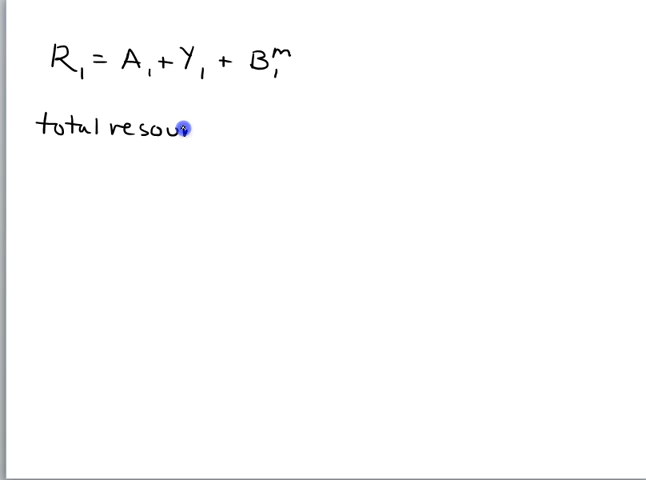 R₁ = A₁ + Y₁ + B₁ᵐ
total resou